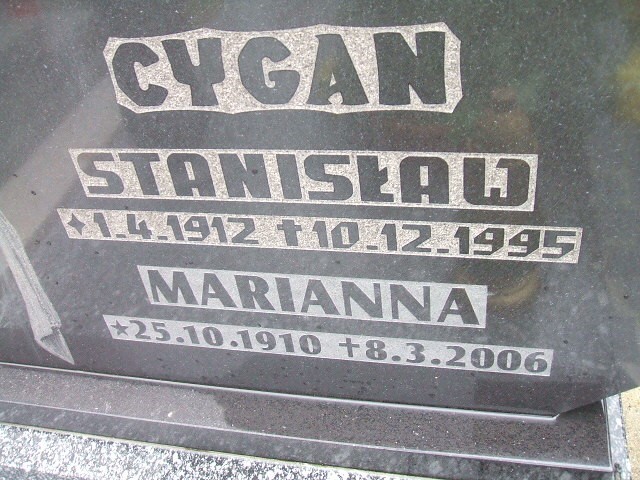 CYGAN
STANISŁAW
✦1.4.1912 ✝10.12.1995
MARIANNA
★25.10.1910 ✝8.3.2006